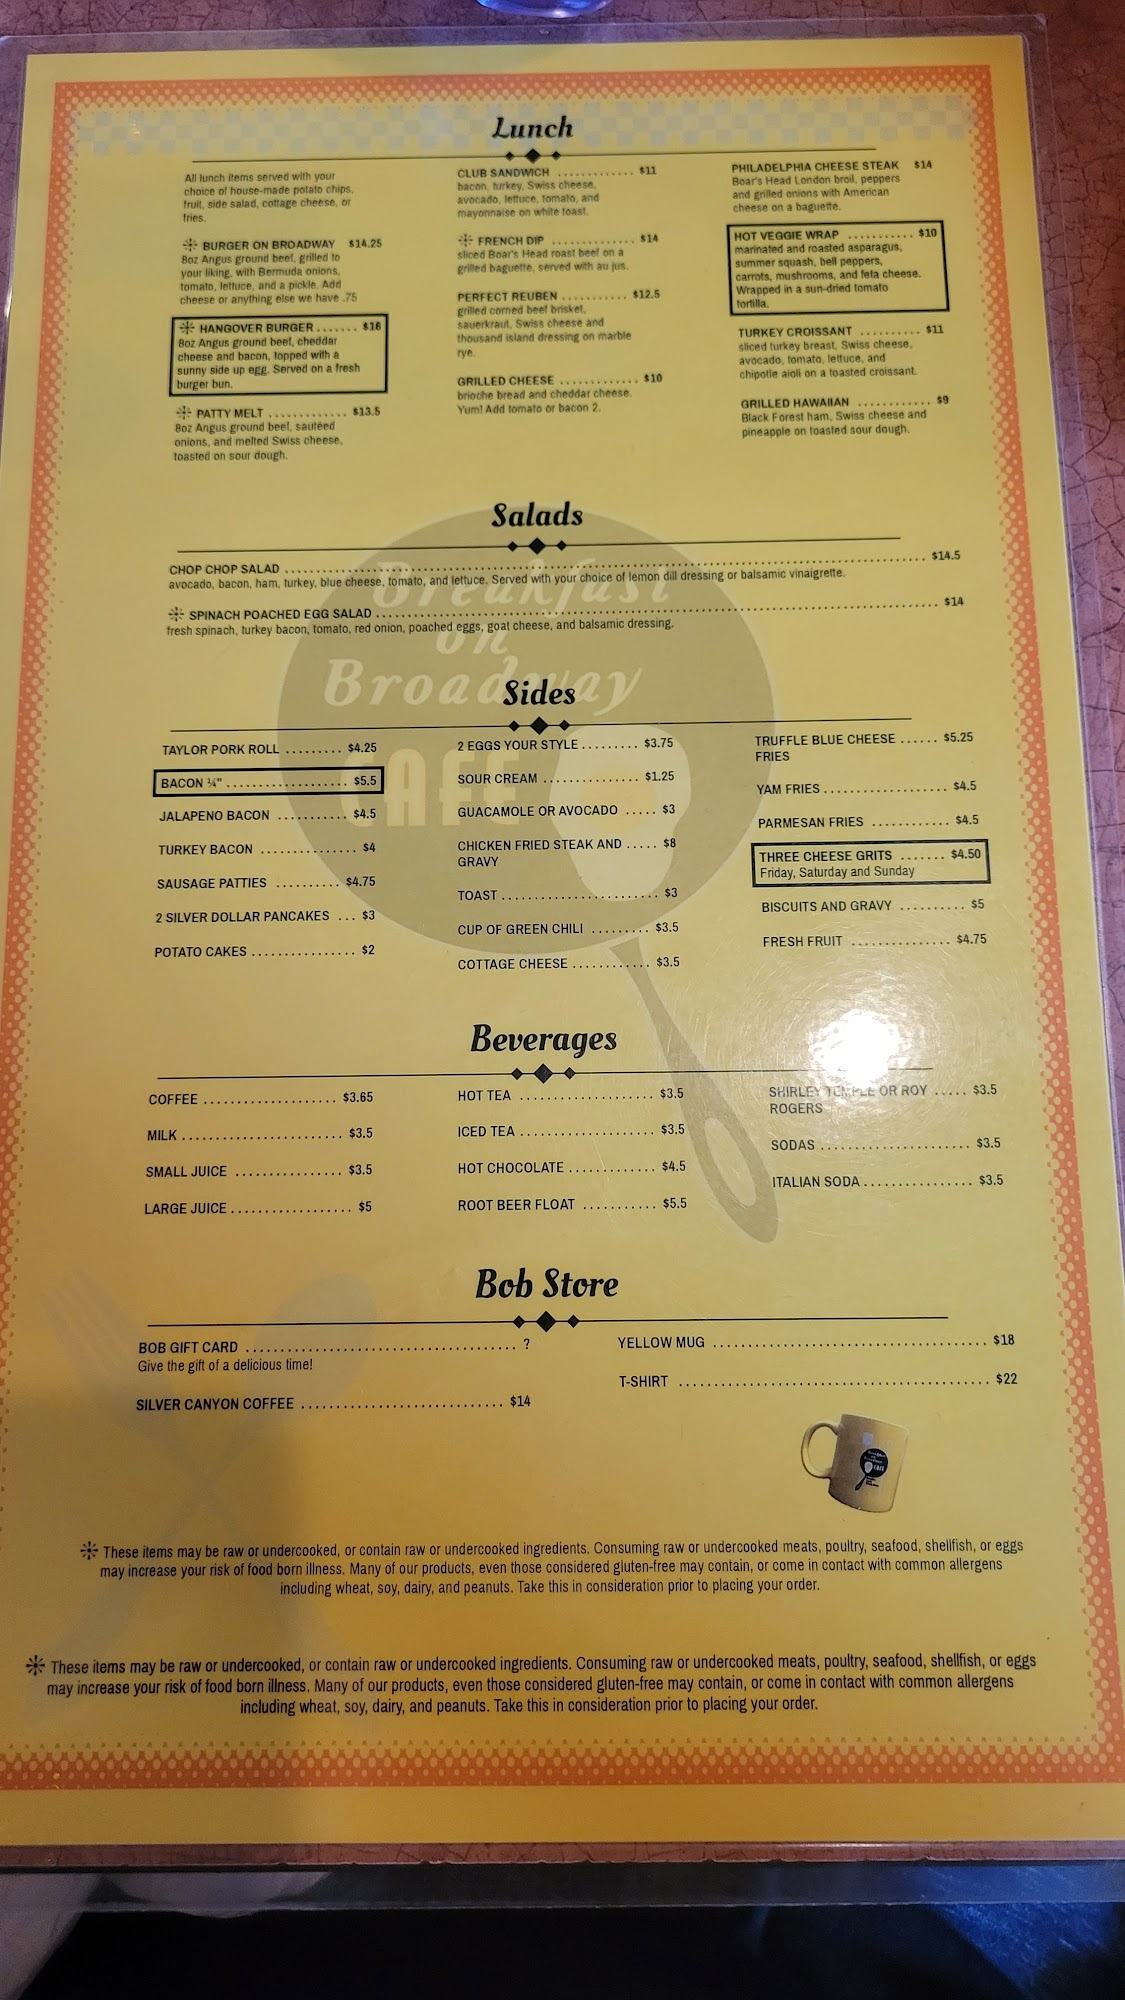 Lunch
All lunch items served with your
choice of house-made potato chips,
fruit, side salad, cottage cheese, or
fries.
BURGER ON BROADWAY $14.25
8oz Angus ground beef, grilled to
your liking, with Bermuda onions,
tomato, lettuce, and a pickle. Add
cheese or anything else we have .75
HANGOVER BURGER ....... $16
8oz Angus ground beef, cheddar
cheese and bacon, topped with a
sunny side up egg. Served on a fresh
burger bun.
PATTY MELT ............ $13.5
8oz Angus ground beef, sautéed
onions, and melted Swiss cheese,
toasted on sour dough.
CLUB SANDWICH ............. $11
bacon, turkey, Swiss cheese,
avocado, lettuce, tomato, and
mayonnaise on white toast.
FRENCH DIP .............. $14
sliced Boar's Head roast beef on a
grilled baguette, served with au jus.
PERFECT REUBEN ........... $12.5
grilled corned beef brisket,
sauerkraut, Swiss cheese and
thousand island dressing on marble
rye.
GRILLED CHEESE ............. $10
brioche bread and cheddar cheese.
Yum! Add tomato or bacon 2.
PHILADELPHIA CHEESE STEAK $14
Boar's Head London broil, peppers
and grilled onions with American
cheese on a baguette.
HOT VEGGIE WRAP .......... $10
marinated and roasted asparagus,
summer squash, bell peppers,
carrots, mushrooms, and feta cheese.
Wrapped in a sun-dried tomato
tortilla.
TURKEY CROISSANT .......... $11
sliced turkey breast, Swiss cheese,
avocado, tomato, lettuce, and
chipotle aioli on a toasted croissant.
GRILLED HAWAIIAN ............ $9
Black Forest ham, Swiss cheese and
pineapple on toasted sour dough.
Salads
CHOP CHOP SALAD .......... $14.5
avocado, bacon, ham, turkey, blue cheese, tomato, and lettuce. Served with your choice of lemon dill dressing or balsamic vinaigrette.
SPINACH POACHED EGG SALAD .......... $14
fresh spinach, turkey bacon, tomato, red onion, poached eggs, goat cheese, and balsamic dressing.
Breakfast
on
Broadway
CAFE
Sides
TAYLOR PORK ROLL ......... $4.25
BACON ¼" ................... $5.5
JALAPENO BACON ........... $4.5
TURKEY BACON ............... $4
SAUSAGE PATTIES .......... $4.75
2 SILVER DOLLAR PANCAKES ... $3
POTATO CAKES ................ $2
2 EGGS YOUR STYLE ......... $3.75
SOUR CREAM ............... $1.25
GUACAMOLE OR AVOCADO ..... $3
CHICKEN FRIED STEAK AND ..... $8
GRAVY
TOAST ........................ $3
CUP OF GREEN CHILI ......... $3.5
COTTAGE CHEESE ............ $3.5
TRUFFLE BLUE CHEESE ...... $5.25
FRIES
YAM FRIES ................... $4.5
PARMESAN FRIES ............ $4.5
THREE CHEESE GRITS ....... $4.50
Friday, Saturday and Sunday
BISCUITS AND GRAVY .......... $5
FRESH FRUIT ............... $4.75
Beverages
COFFEE .................... $3.65
MILK ......................... $3.5
SMALL JUICE ................ $3.5
LARGE JUICE .................. $5
HOT TEA ..................... $3.5
ICED TEA ..................... $3.5
HOT CHOCOLATE ............. $4.5
ROOT BEER FLOAT ........... $5.5
SHIRLEY TEMPLE OR ROY ..... $3.5
ROGERS
SODAS ....................... $3.5
ITALIAN SODA ................ $3.5
Bob Store
BOB GIFT CARD .......... ?
Give the gift of a delicious time!
SILVER CANYON COFFEE .......... $14
YELLOW MUG .......... $18
T-SHIRT .......... $22
These items may be raw or undercooked, or contain raw or undercooked ingredients. Consuming raw or undercooked meats, poultry, seafood, shellfish, or eggs
may increase your risk of food born illness. Many of our products, even those considered gluten-free may contain, or come in contact with common allergens
including wheat, soy, dairy, and peanuts. Take this in consideration prior to placing your order.
These items may be raw or undercooked, or contain raw or undercooked ingredients. Consuming raw or undercooked meats, poultry, seafood, shellfish, or eggs
may increase your risk of food born illness. Many of our products, even those considered gluten-free may contain, or come in contact with common allergens
including wheat, soy, dairy, and peanuts. Take this in consideration prior to placing your order.